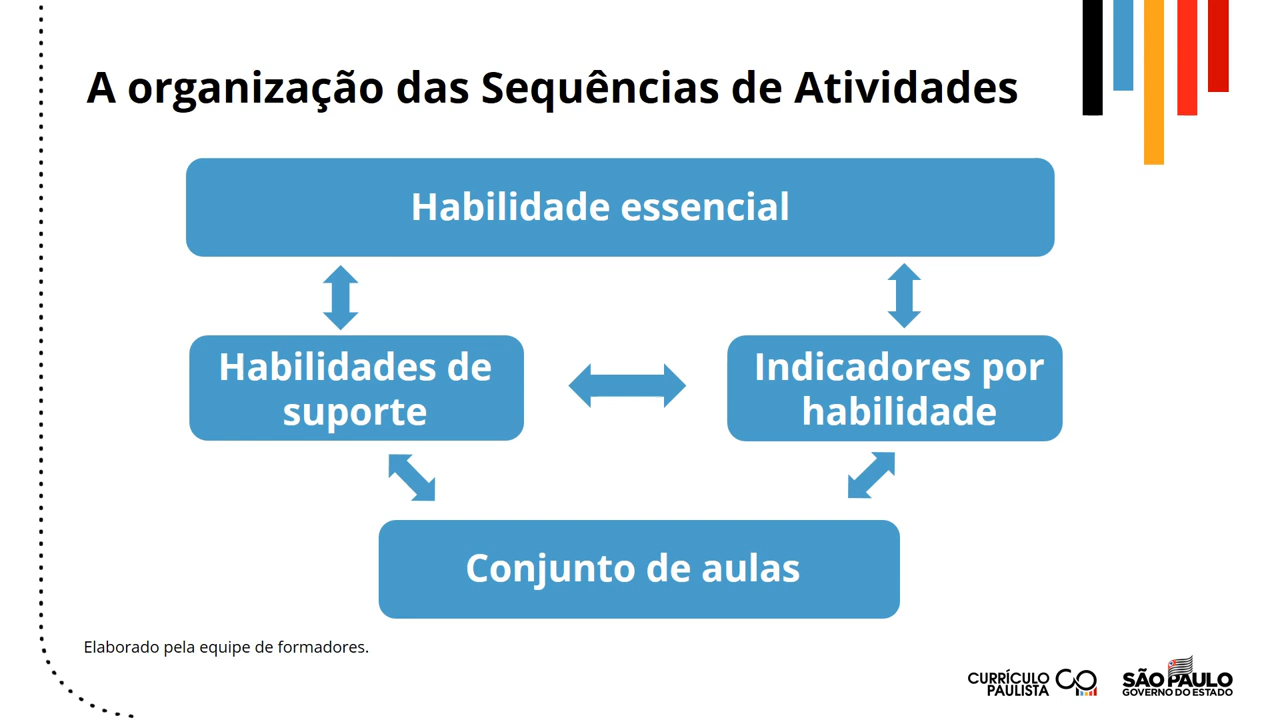 A organização das Sequências de Atividades
Habilidade essencial
Habilidades de
suporte
Indicadores por
habilidade
Conjunto de aulas
Elaborado pela equipe de formadores.
CURRÍCULO
PAULISTA
SÃO PAULO
GOVERNO DO ESTADO